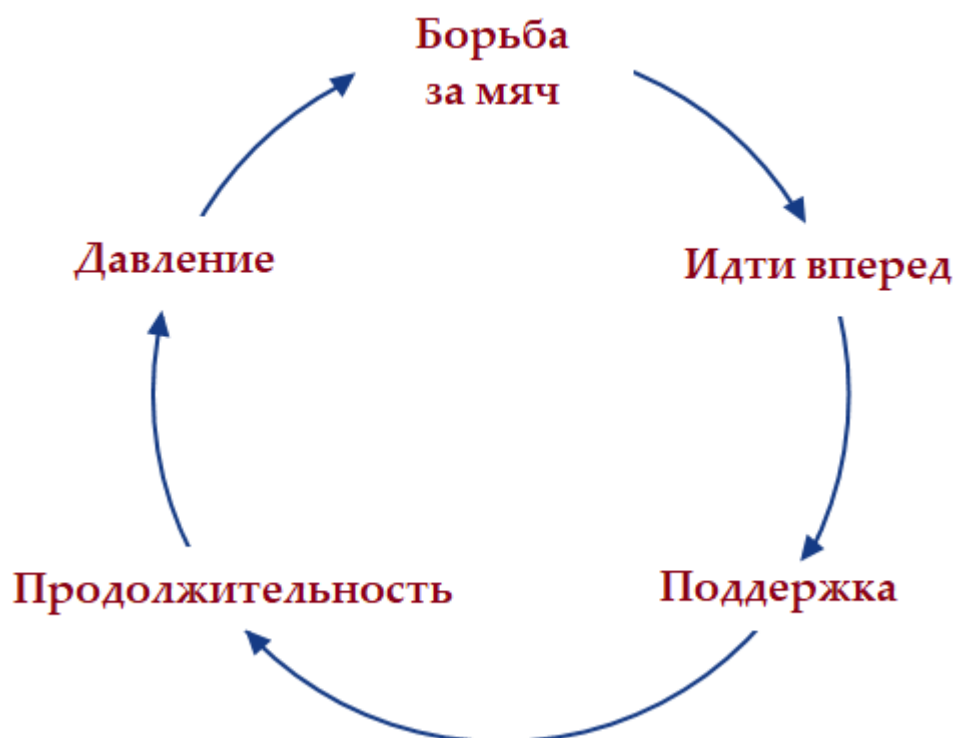 Борьба
за мяч
Давление
Идти вперед
Продолжительность
Поддержка